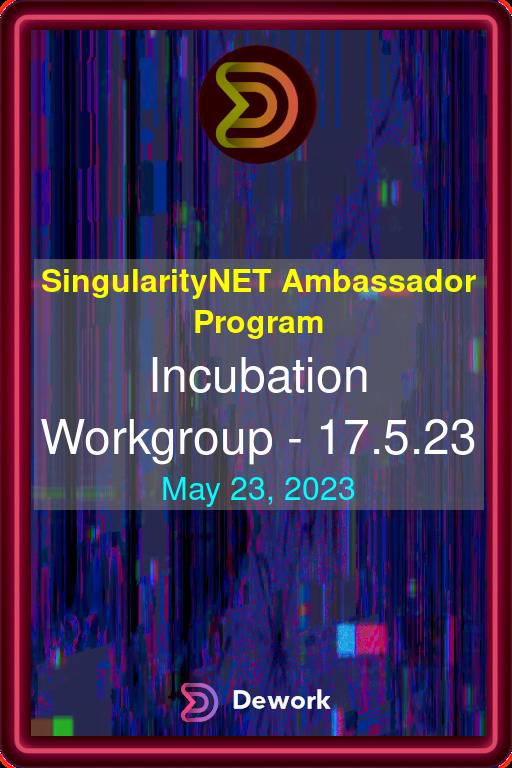 SingularityNET Ambassador
Program
Incubation
Workgroup - 17.5.23
May 23, 2023
Dework